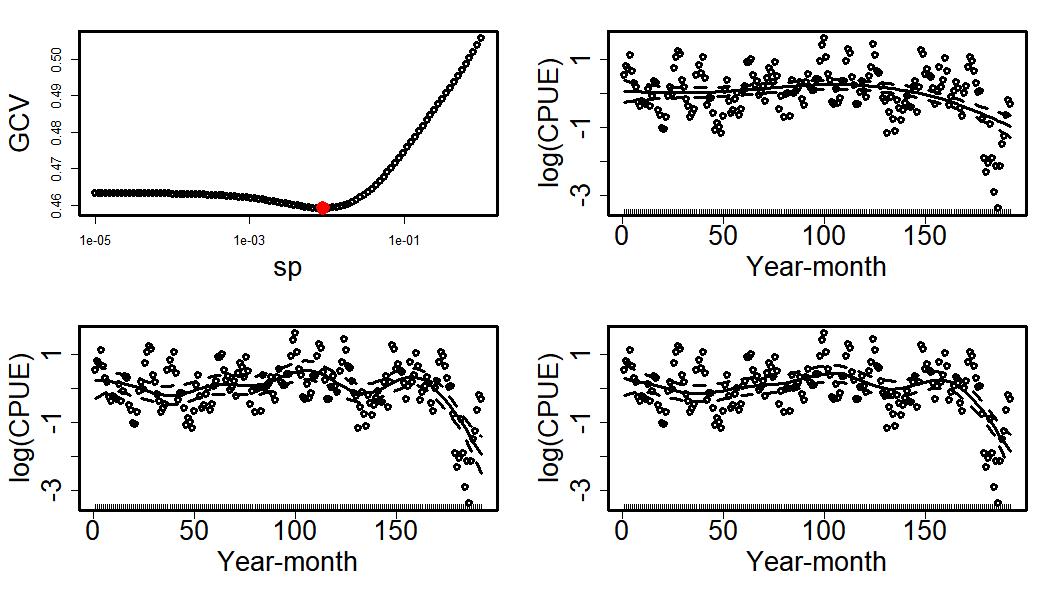 GCV
0.50
0.49
0.48
0.47
0.46
1e-05
1e-03
1e-01
sp
log(CPUE)
1
-1
-3
0
50
100
150
Year-month
log(CPUE)
1
-1
-3
0
50
100
150
Year-month
log(CPUE)
1
-1
-3
0
50
100
150
Year-month